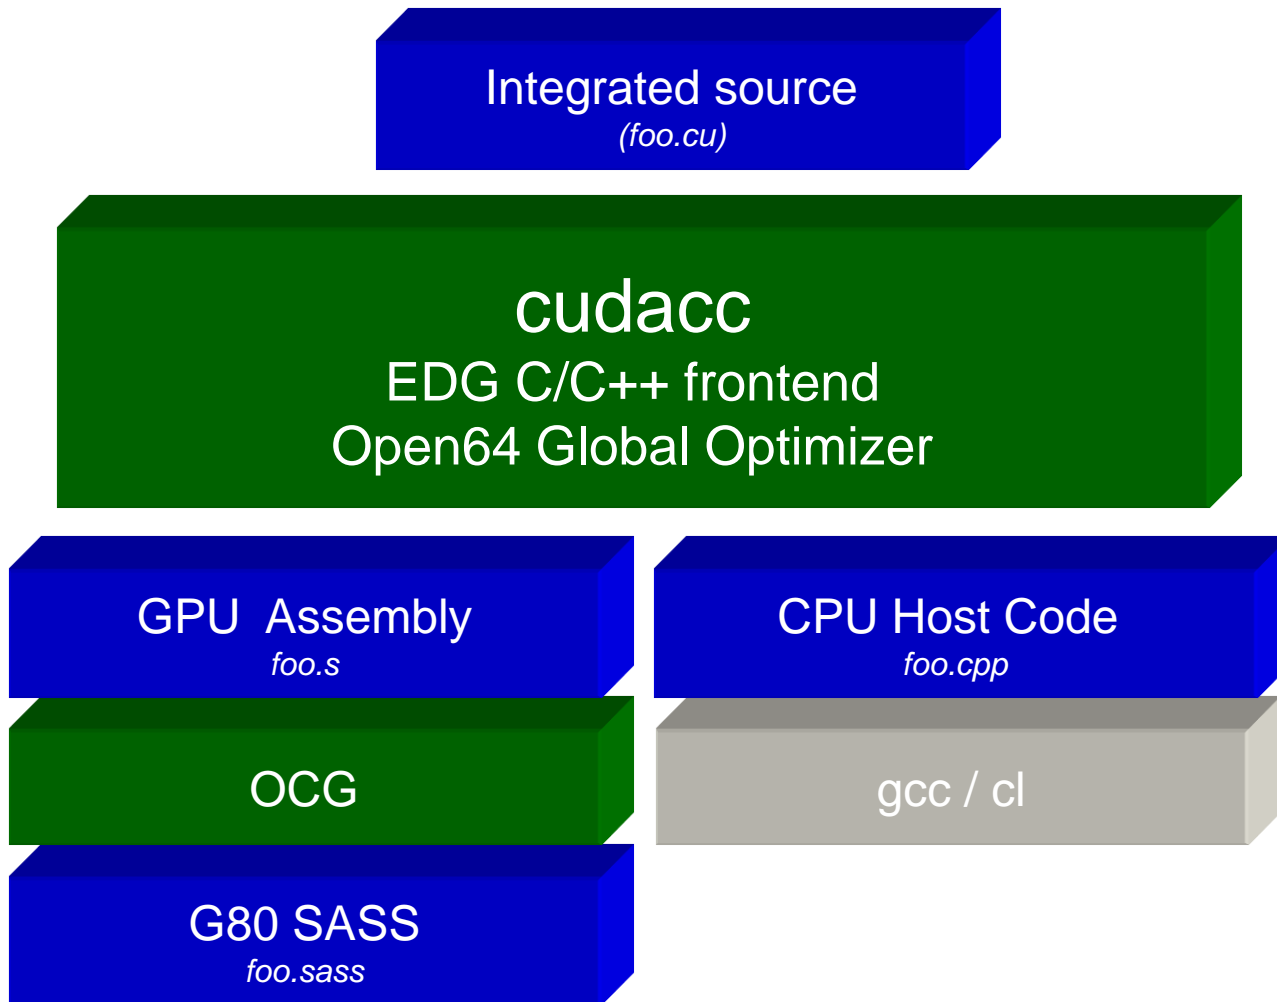 Integrated source
(foo.cu)
cudacc
EDG C/C++ frontend
Open64 Global Optimizer
GPU  Assembly
foo.s
CPU Host Code
foo.cpp
OCG
gcc / cl
G80 SASS
foo.sass